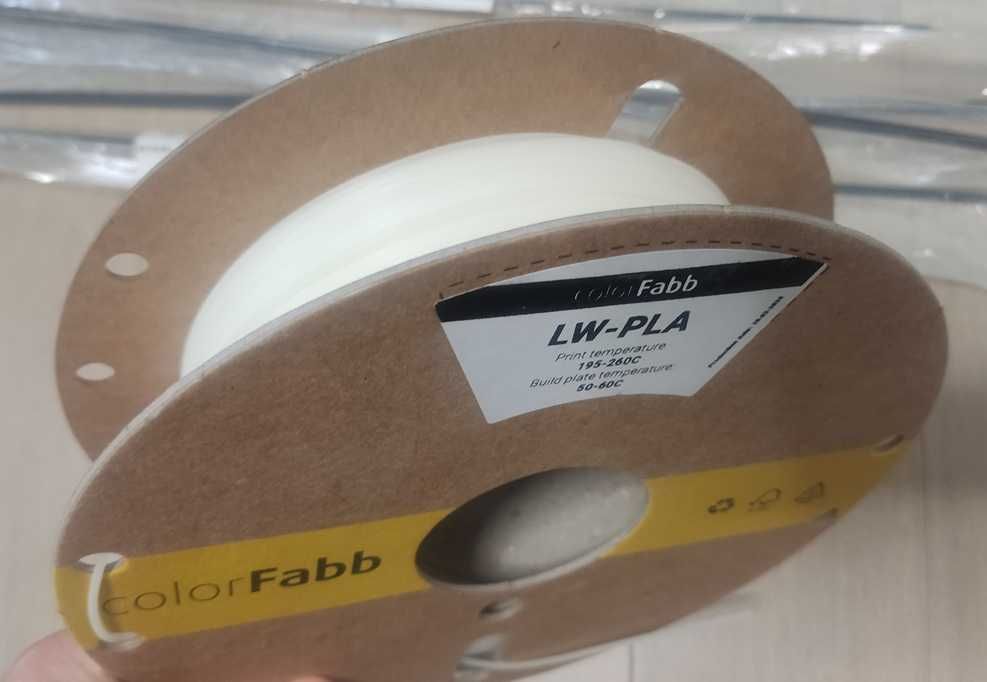 colorFabb
LW-PLA
Print temperature
195-260C
Build plate temperature:
50-60C
colorFabb